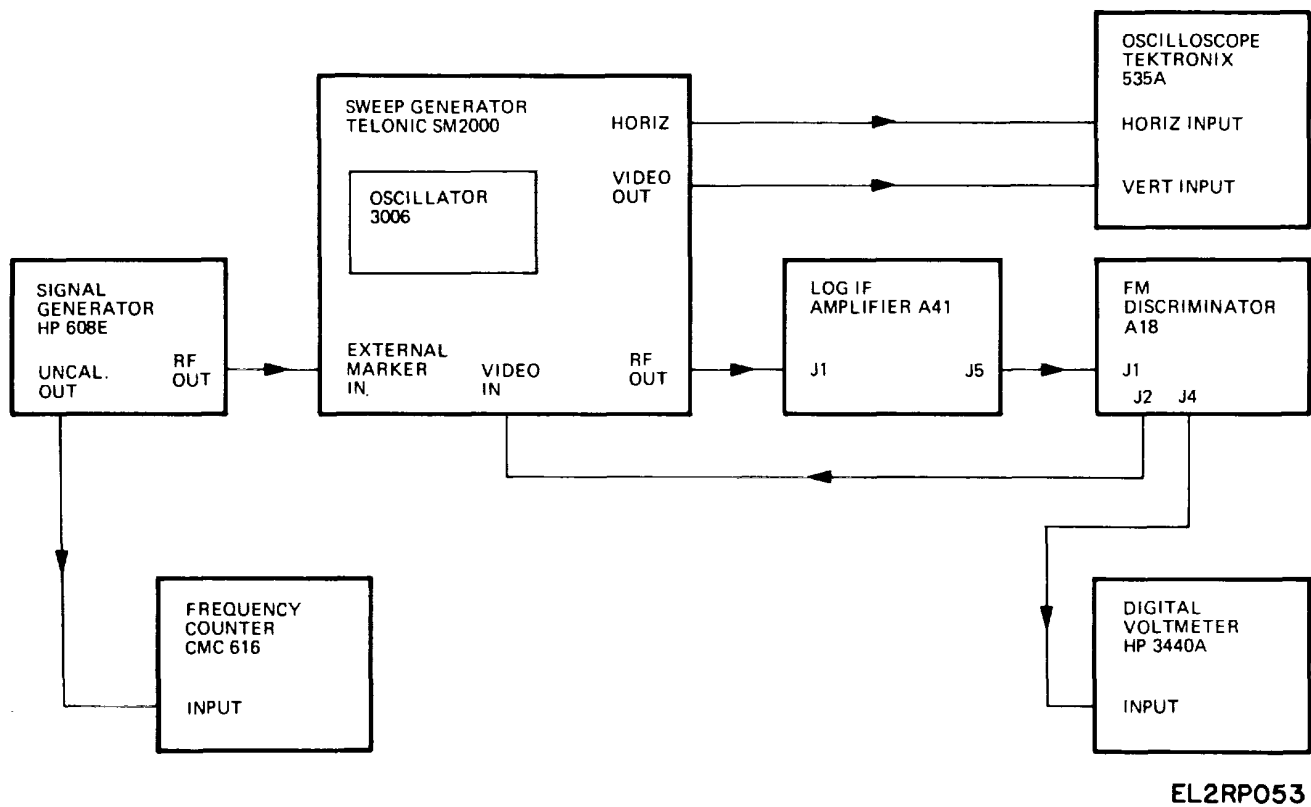 OSCILLOSCOPE
TEKTRONIX
535A
HORIZ INPUT
VERT INPUT
SWEEP GENERATOR
TELONIC SM2000
HORIZ
VIDEO
OUT
OSCILLATOR
3006
EXTERNAL
MARKER
IN.
VIDEO
IN
RF
OUT
SIGNAL
GENERATOR
HP 608E
UNCAL.
OUT
RF
OUT
LOG IF
AMPLIFIER A41
J1
J5
FM
DISCRIMINATOR
A18
J1
J2 J4
FREQUENCY
COUNTER
CMC 616
INPUT
DIGITAL
VOLTMETER
HP 3440A
INPUT
EL2RP053